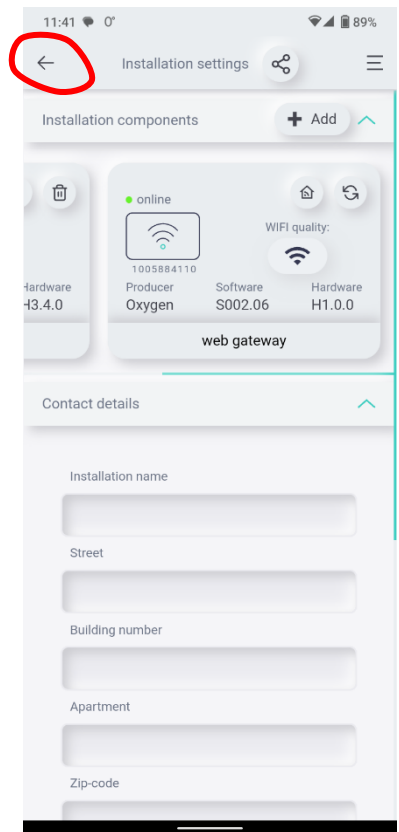 11:41 0° 89%
Installation settings
Installation components Add
online
WIFI quality:
1005884110
Hardware Producer Software Hardware
H3.4.0 Oxygen S002.06 H1.0.0
web gateway
Contact details
Installation name
Street
Building number
Apartment
Zip-code